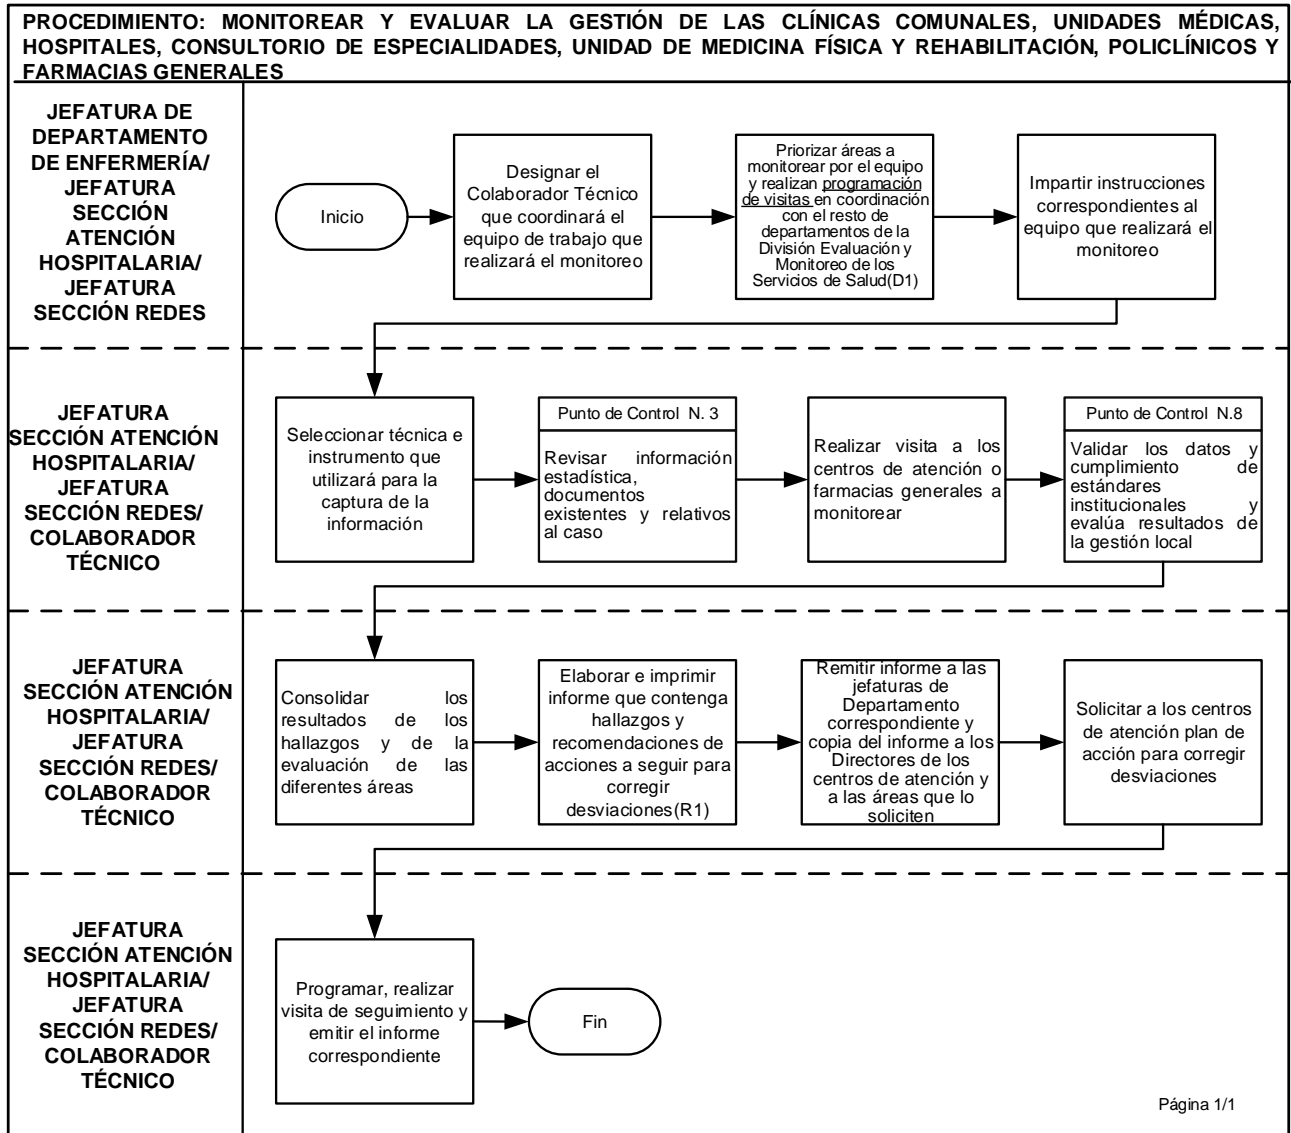 PROCEDIMIENTO: MONITOREAR Y EVALUAR LA GESTIÓN DE LAS CLÍNICAS COMUNALES, UNIDADES MÉDICAS,
HOSPITALES, CONSULTORIO DE ESPECIALIDADES, UNIDAD DE MEDICINA FÍSICA Y REHABILITACIÓN, POLICLÍNICOS Y
FARMACIAS GENERALES
JEFATURA DE
DEPARTAMENTO
DE ENFERMERÍA/
JEFATURA
SECCIÓN
ATENCIÓN
HOSPITALARIA/
JEFATURA
SECCIÓN REDES
Inicio
Designar el
Colaborador Técnico
que coordinará el
equipo de trabajo que
realizará el monitoreo
Priorizar áreas a
monitorear por el equipo
y realizan programación
de visitas en coordinación
con el resto de
departamentos de la
División Evaluación y
Monitoreo de los
Servicios de Salud(D1)
Impartir instrucciones
correspondientes al
equipo que realizará el
monitoreo
JEFATURA
SECCIÓN ATENCIÓN
HOSPITALARIA/
JEFATURA
SECCIÓN REDES/
COLABORADOR
TÉCNICO
Seleccionar técnica e
instrumento que
utilizará para la
captura de la
información
Punto de Control N. 3
Revisar información
estadística,
documentos
existentes y relativos
al caso
Realizar visita a los
centros de atención o
farmacias generales a
monitorear
Punto de Control N.8
Validar los datos y
cumplimiento de
estándares
institucionales y
evalúa resultados de
la gestión local
JEFATURA
SECCIÓN ATENCIÓN
HOSPITALARIA/
JEFATURA
SECCIÓN REDES/
COLABORADOR
TÉCNICO
Consolidar los
resultados de los
hallazgos y de la
evaluación de las
diferentes áreas
Elaborar e imprimir
informe que contenga
hallazgos y
recomendaciones de
acciones a seguir para
corregir
desviaciones(R1)
Remitir informe a las
jefaturas de
Departamento
correspondiente y
copia del informe a los
Directores de los
centros de atención y
a las áreas que lo
soliciten
Solicitar a los centros
de atención plan de
acción para corregir
desviaciones
JEFATURA
SECCIÓN ATENCIÓN
HOSPITALARIA/
JEFATURA
SECCIÓN REDES/
COLABORADOR
TÉCNICO
Programar, realizar
visita de seguimiento y
emitir el informe
correspondiente
Fin
Página 1/1